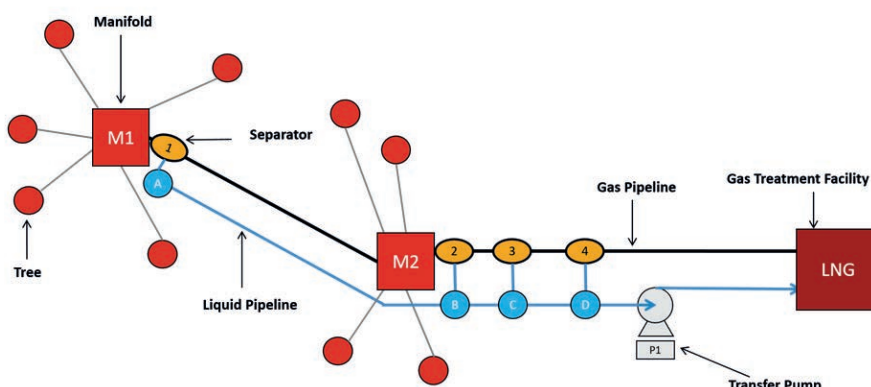 Manifold
M1
1
Separator
A
Tree
Liquid Pipeline
M2
2
3
4
B
C
D
Gas Pipeline
Gas Treatment Facility
LNG
P1
Transfer Pump